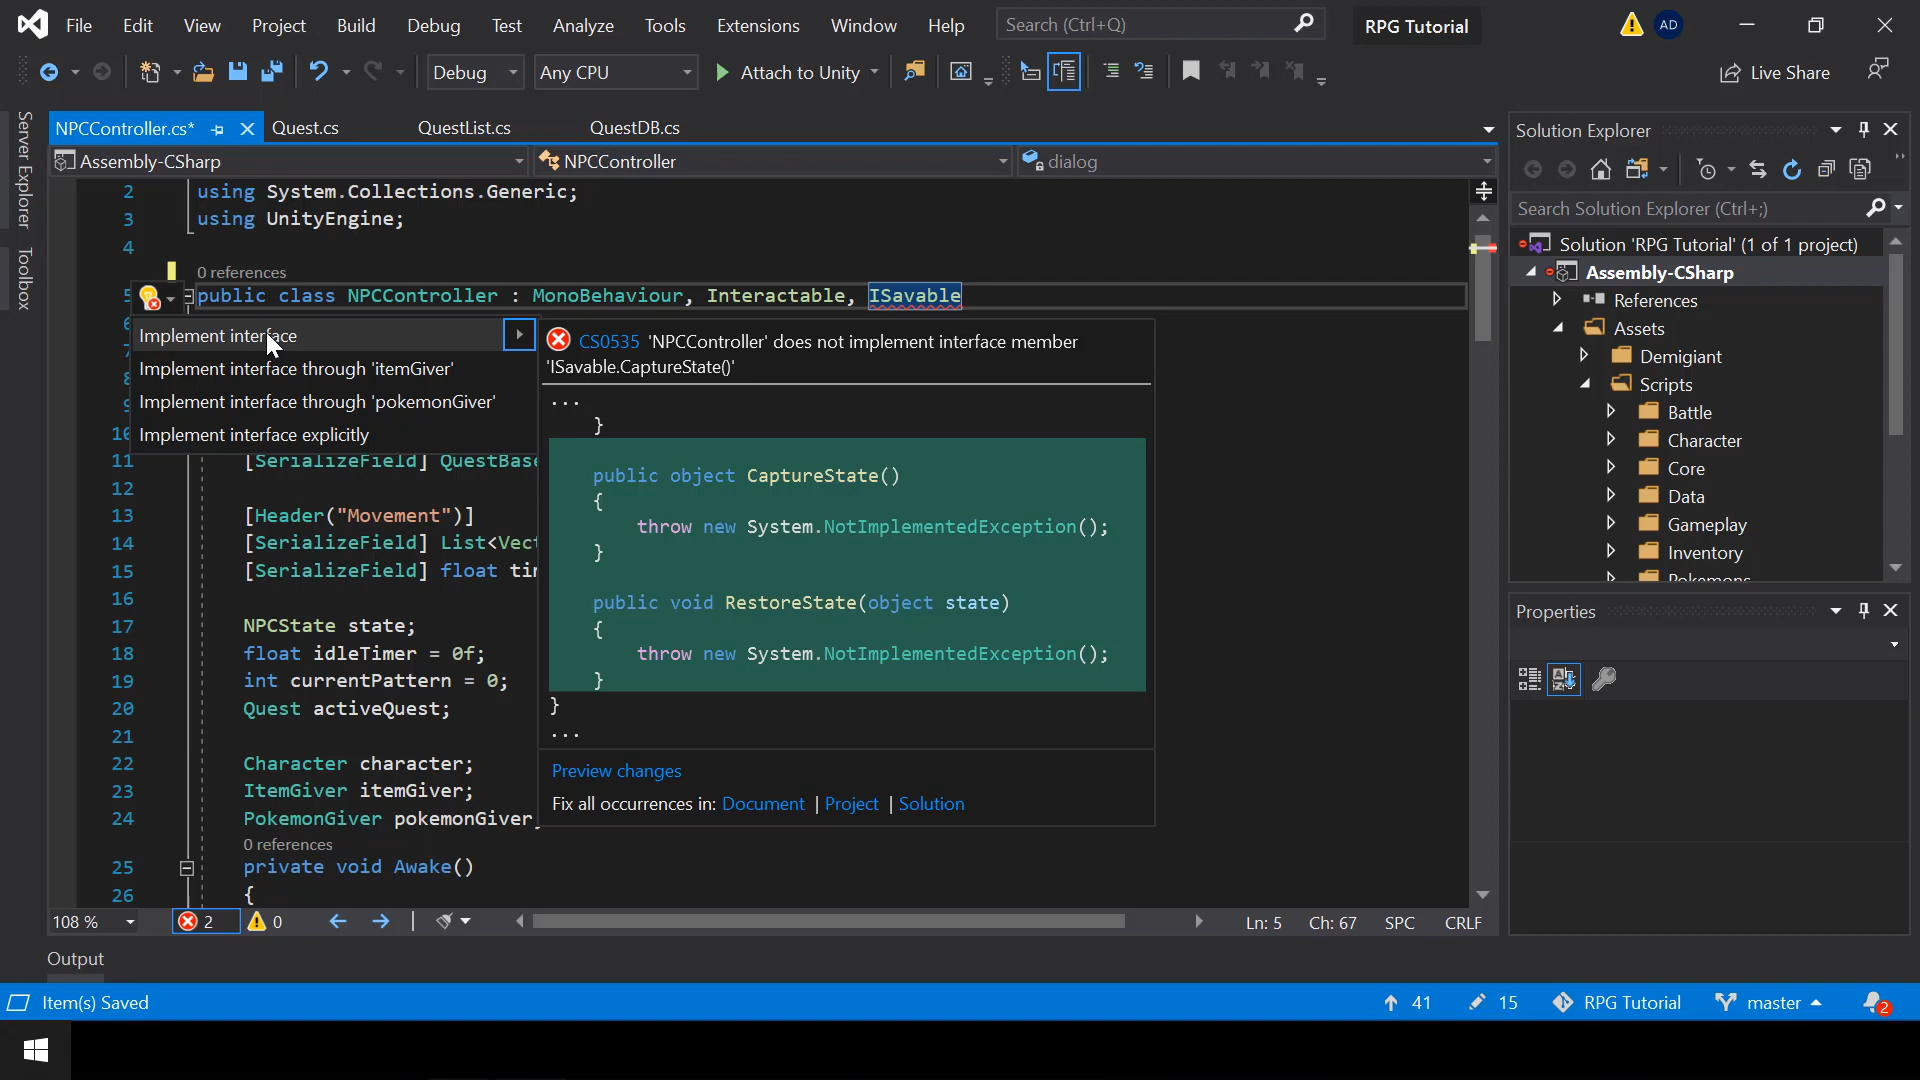 File Edit View Project Build Debug Test Analyze Tools Extensions Window Help Search (Ctrl+Q) RPG Tutorial AD
Debug Any CPU Attach to Unity Live Share
Server Explorer
Toolbox
NPCController.cs* Quest.cs QuestList.cs QuestDB.cs
Assembly-CSharp NPCController dialog
2 using System.Collections.Generic;
3 using UnityEngine;
4
0 references
5 public class NPCController : MonoBehaviour, Interactable, ISavable
Implement interface
Implement interface through 'itemGiver'
Implement interface through 'pokemonGiver'
Implement interface explicitly
CS0535 'NPCController' does not implement interface member
'ISavable.CaptureState()'
...
}
public object CaptureState()
{
throw new System.NotImplementedException();
}
public void RestoreState(object state)
{
throw new System.NotImplementedException();
}
}
...
Preview changes
Fix all occurrences in: Document | Project | Solution
11 [SerializeField] QuestBase
12
13 [Header("Movement")]
14 [SerializeField] List<Vect
15 [SerializeField] float tim
16
17 NPCState state;
18 float idleTimer = 0f;
19 int currentPattern = 0;
20 Quest activeQuest;
21
22 Character character;
23 ItemGiver itemGiver;
24 PokemonGiver pokemonGiver;
0 references
25 private void Awake()
26 {
108 % 2 0 Ln: 5 Ch: 67 SPC CRLF
Output
Item(s) Saved 41 15 RPG Tutorial master 2
Solution Explorer
Search Solution Explorer (Ctrl+;)
Solution 'RPG Tutorial' (1 of 1 project)
Assembly-CSharp
References
Assets
Demigiant
Scripts
Battle
Character
Core
Data
Gameplay
Inventory
Pokemons
Properties